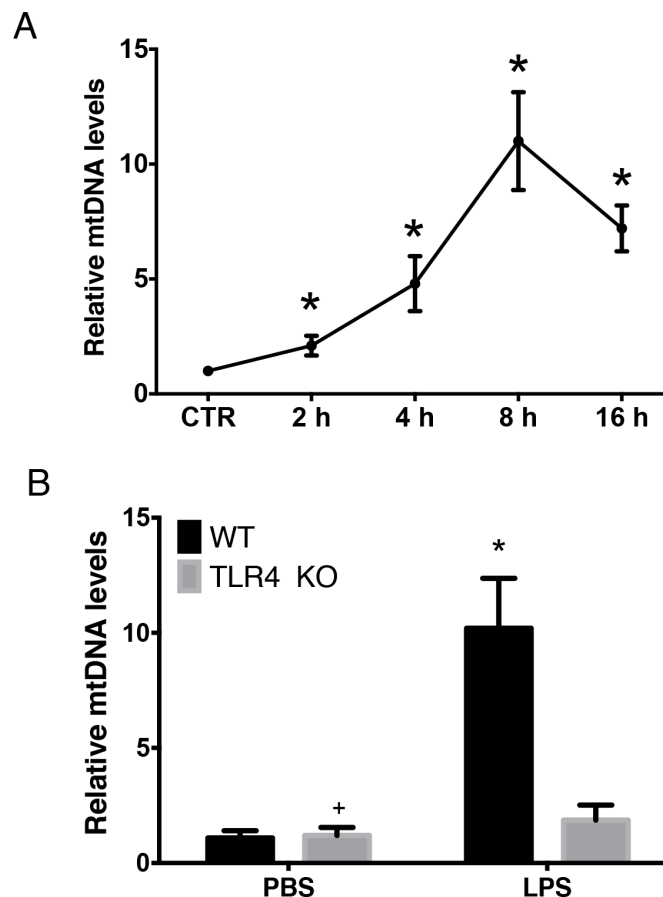 A
Relative mtDNA levels
15
10
5
0
*
*
*
*
CTR 2 h 4 h 8 h 16 h
B
Relative mtDNA levels
15
10
5
0
WT
TLR4 KO
*
+
PBS LPS